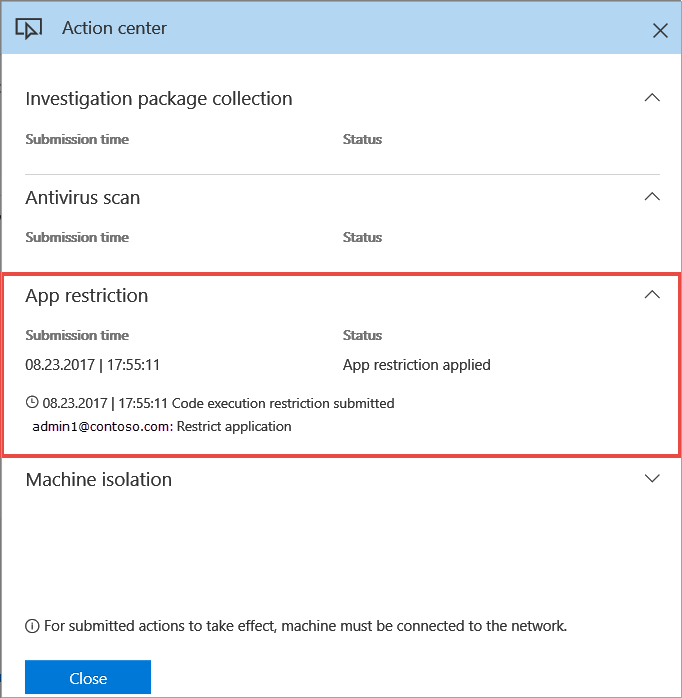 Action center
Investigation package collection
Submission time Status
Antivirus scan
Submission time Status
App restriction
Submission time Status
08.23.2017 | 17:55:11 App restriction applied
08.23.2017 | 17:55:11 Code execution restriction submitted
admin1@contoso.com: Restrict application
Machine isolation
For submitted actions to take effect, machine must be connected to the network.
Close